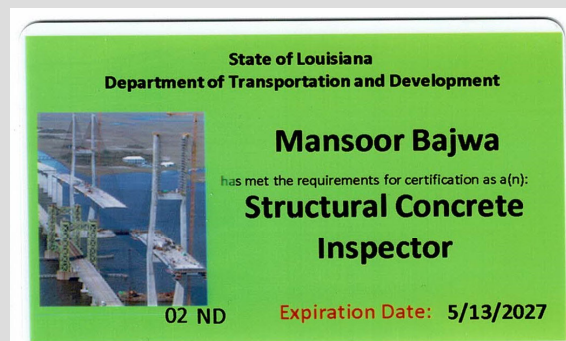 State of Louisiana
Department of Transportation and Development
Mansoor Bajwa
has met the requirements for certification as a(n):
Structural Concrete
Inspector
02 ND
Expiration Date: 5/13/2027